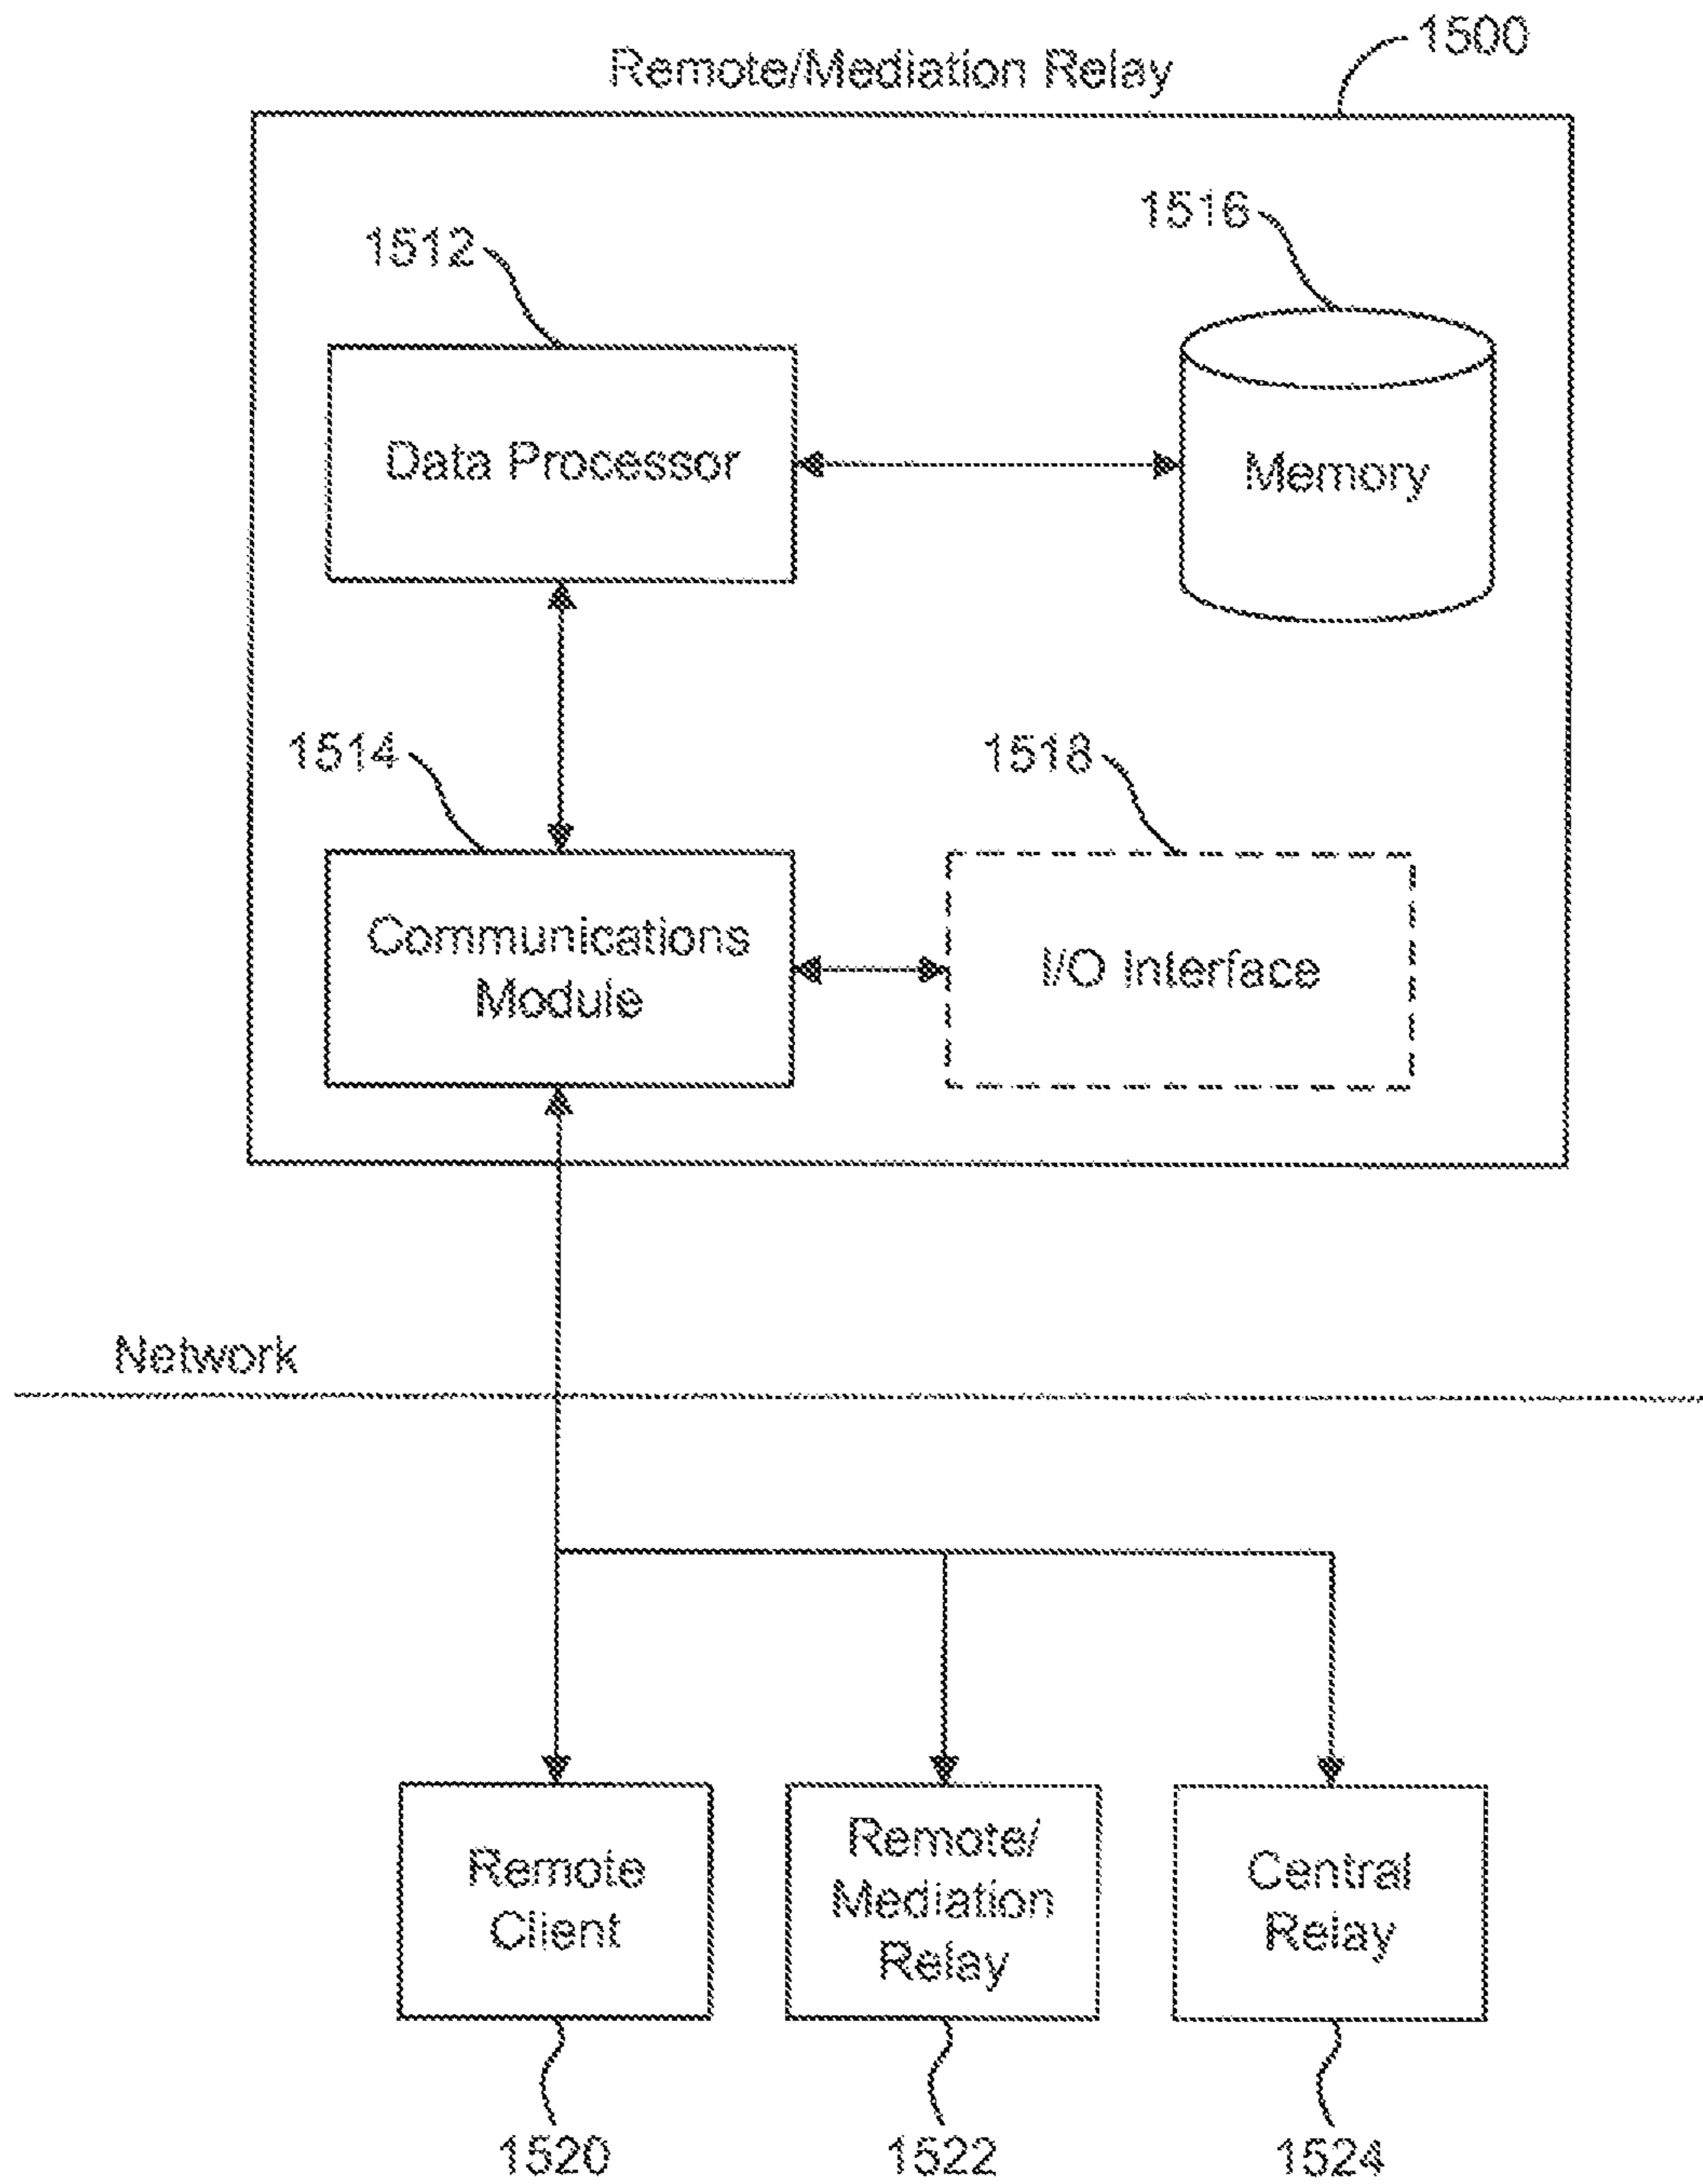 1500
Remote/Mediation Relay
1516
1512
Data Processor
Memory
1514
1518
Communications
Module
I/O Interface
Network
Remote
Client
Remote/
Mediation
Relay
Central
Relay
1520
1522
1524